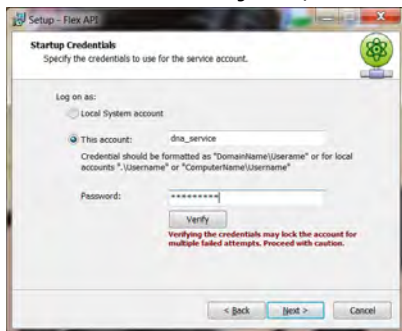 Setup - Flex API
Startup Credentials
Specify the credentials to use for the service account.
Log on as:
Local System account
This account:
dna_service
Credential should be formatted as "DomainName\Userame" or for local
accounts ".\Username" or "ComputerName\Username"
Password:
*********
Verify
Verifying the credentials may lock the account for
multiple failed attempts. Proceed with caution.
< Back
Next >
Cancel